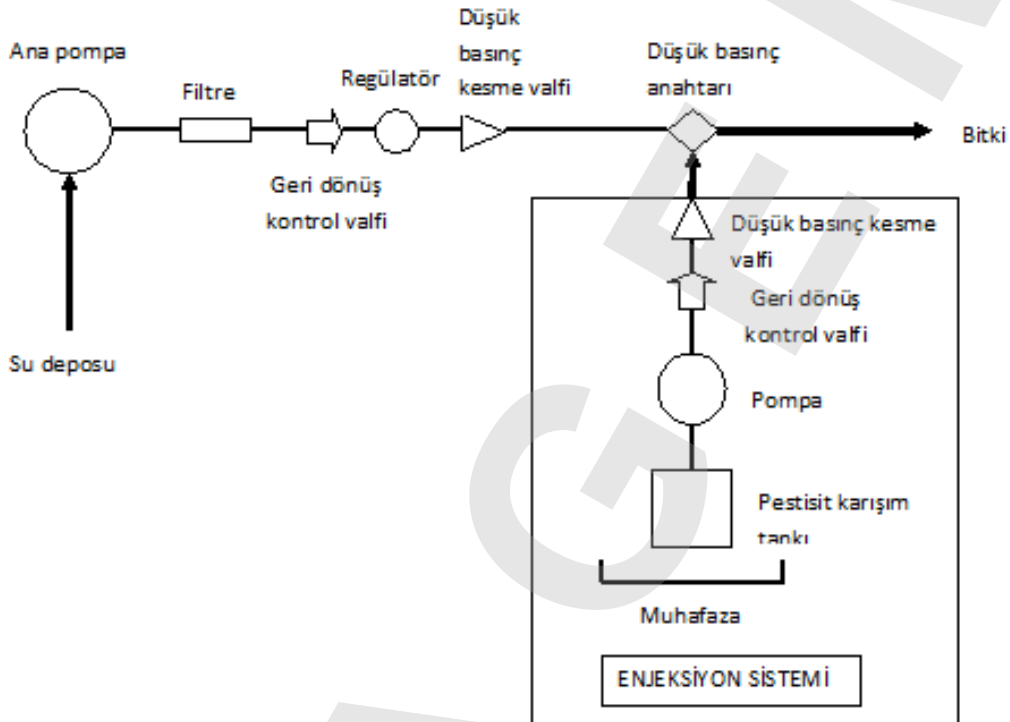 Ana pompa
Filtre
Geri dönüş
kontrol valfi
Regülatör
Düşük
basınç
kesme valfi
Düşük basınç
anahtarı
Bitki
Su deposu
Düşük basınç kesme
valfi
Geri dönüş
kontrol valfi
Pompa
Pestisit karışım
tankı
Muhafaza
ENJEKSİYON SİSTEMİ